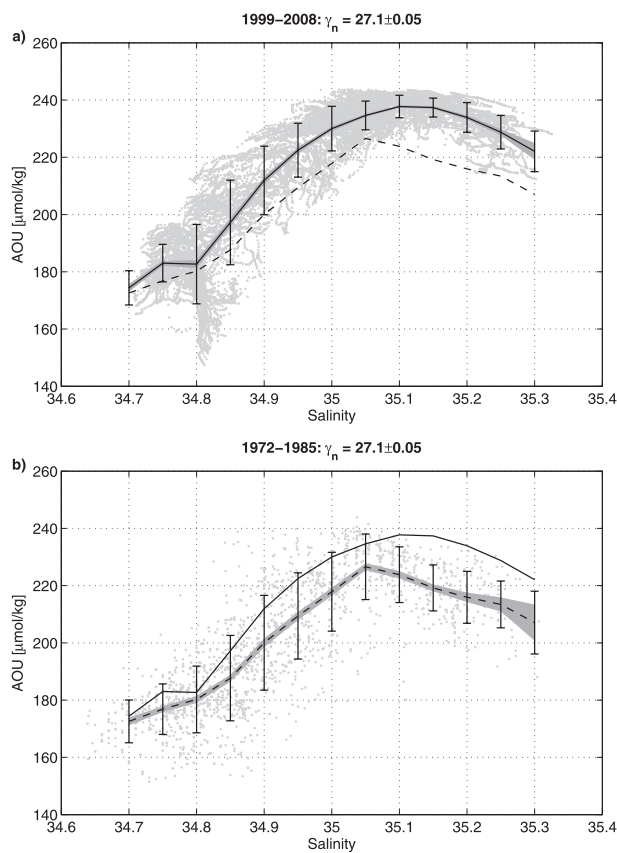 1999−2008: γn = 27.1±0.05
a)
260
240
220
200
180
160
140
AOU [µmol/kg]
34.6 34.7 34.8 34.9 35 35.1 35.2 35.3 35.4
Salinity
1972−1985: γn = 27.1±0.05
b)
260
240
220
200
180
160
140
AOU [µmol/kg]
34.6 34.7 34.8 34.9 35 35.1 35.2 35.3 35.4
Salinity